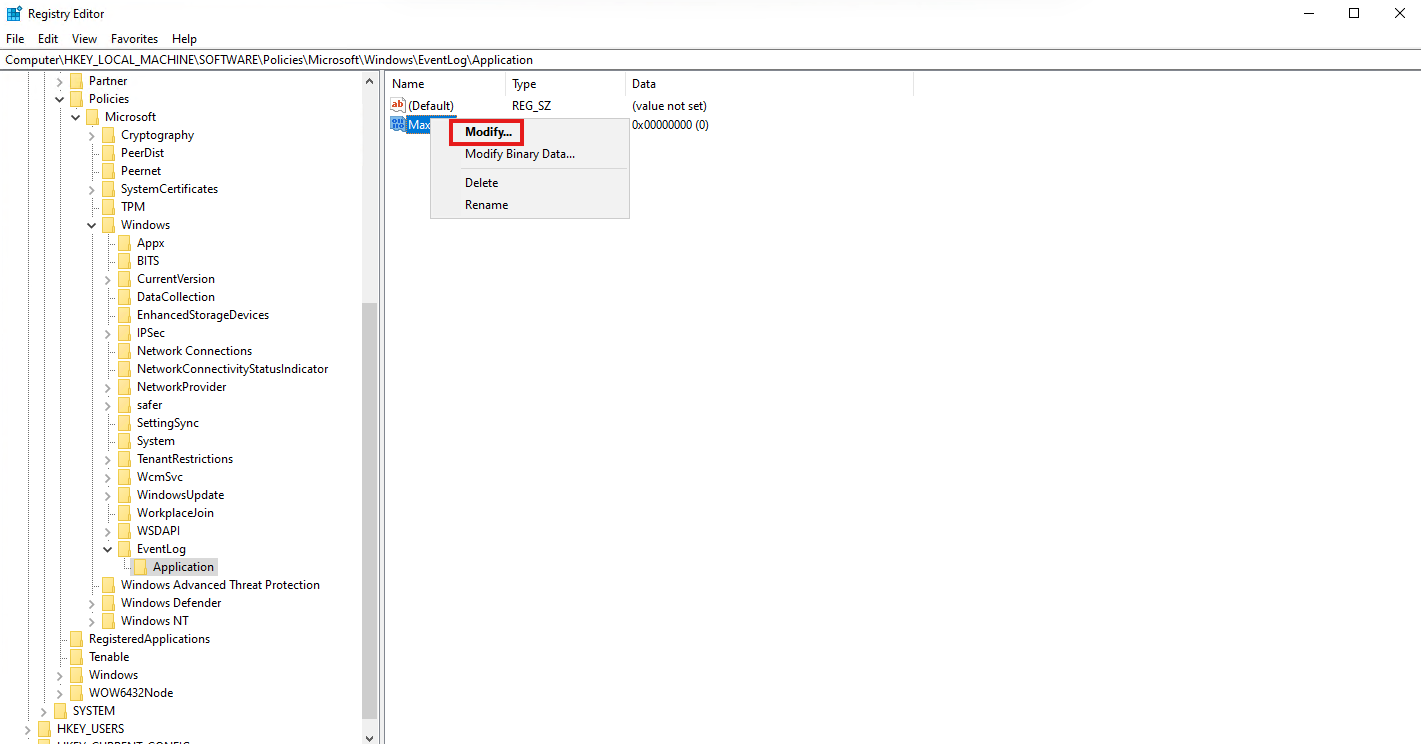 Registry Editor
File Edit View Favorites Help
Computer\HKEY_LOCAL_MACHINE\SOFTWARE\Policies\Microsoft\Windows\EventLog\Application
Partner
Policies
Microsoft
Cryptography
PeerDist
Peernet
SystemCertificates
TPM
Windows
Appx
BITS
CurrentVersion
DataCollection
EnhancedStorageDevices
IPSec
Network Connections
NetworkConnectivityStatusIndicator
NetworkProvider
safer
SettingSync
System
TenantRestrictions
WcmSvc
WindowsUpdate
WorkplaceJoin
WSDAPI
EventLog
Application
Windows Advanced Threat Protection
Windows Defender
Windows NT
RegisteredApplications
Tenable
Windows
WOW6432Node
SYSTEM
HKEY_USERS
HKEY_CURRENT_CONFIG
Name Type Data
ab (Default) REG_SZ (value not set)
Max 0x00000000 (0)
Modify...
Modify Binary Data...
Delete
Rename